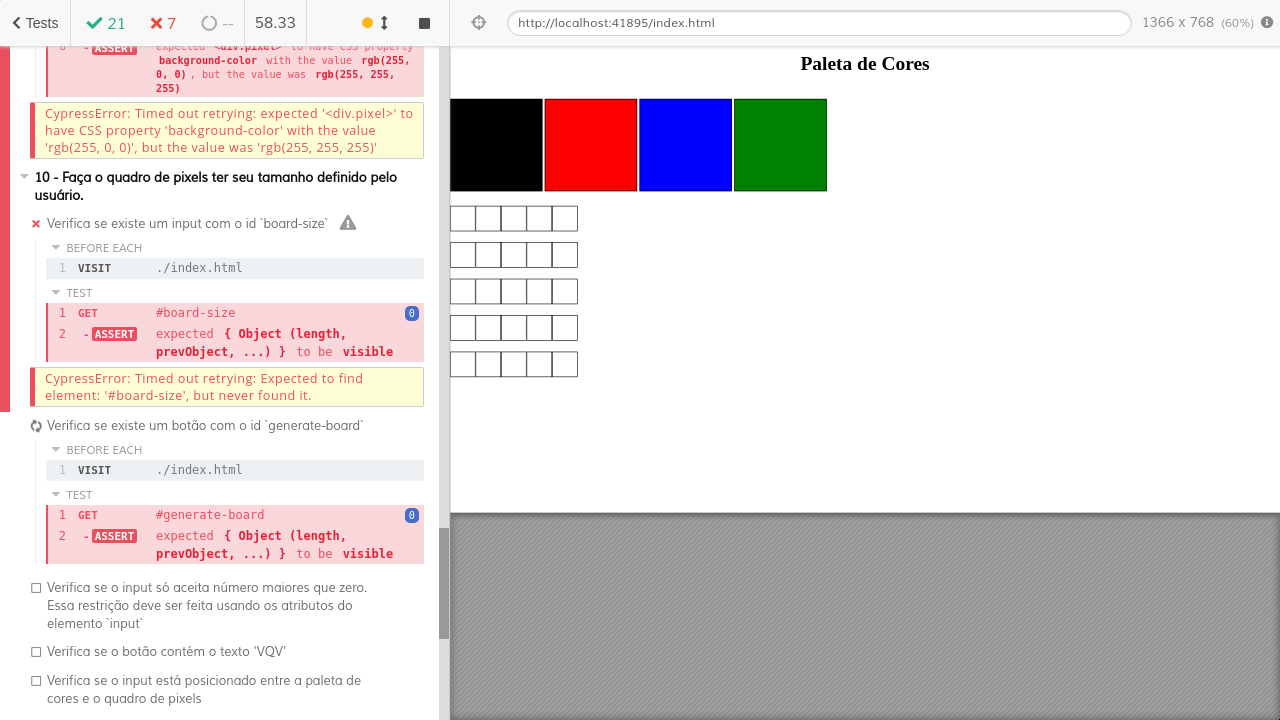 Tests
21
7
--
58.33
http://localhost:41895/index.html
1366 x 768 (60%)
6 -ASSERT expected <div.pixel> to have CSS property
background-color with the value rgb(255,
0, 0) , but the value was rgb(255, 255,
255)
CypressError: Timed out retrying: expected '<div.pixel>' to
have CSS property 'background-color' with the value
'rgb(255, 0, 0)', but the value was 'rgb(255, 255, 255)'
10 - Faça o quadro de pixels ter seu tamanho definido pelo
usuário.
Verifica se existe um input com o id `board-size`
BEFORE EACH
1 VISIT ./index.html
TEST
1 GET #board-size 0
2 -ASSERT expected { Object (length,
prevObject, ...) } to be visible
CypressError: Timed out retrying: Expected to find
element: '#board-size', but never found it.
Verifica se existe um botão com o id `generate-board`
BEFORE EACH
1 VISIT ./index.html
TEST
1 GET #generate-board 0
2 -ASSERT expected { Object (length,
prevObject, ...) } to be visible
Verifica se o input só aceita número maiores que zero.
Essa restrição deve ser feita usando os atributos do
elemento `input`
Verifica se o botão contém o texto 'VQV'
Verifica se o input está posicionado entre a paleta de
cores e o quadro de pixels
Paleta de Cores